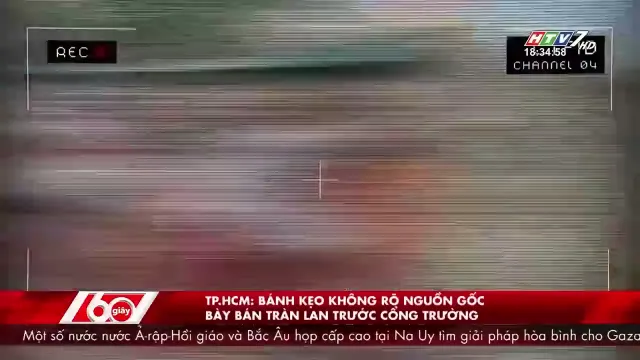 REC
HTV7 HD
18:34:58
CHANNEL 04
60 giây
TP.HCM: BÁNH KẸO KHÔNG RÕ NGUỒN GỐC
BÀY BÁN TRÀN LAN TRƯỚC CỔNG TRƯỜNG
Một số nước nước Ả-rập-Hồi giáo và Bắc Âu họp cấp cao tại Na Uy tìm giải pháp hòa bình cho Gaza